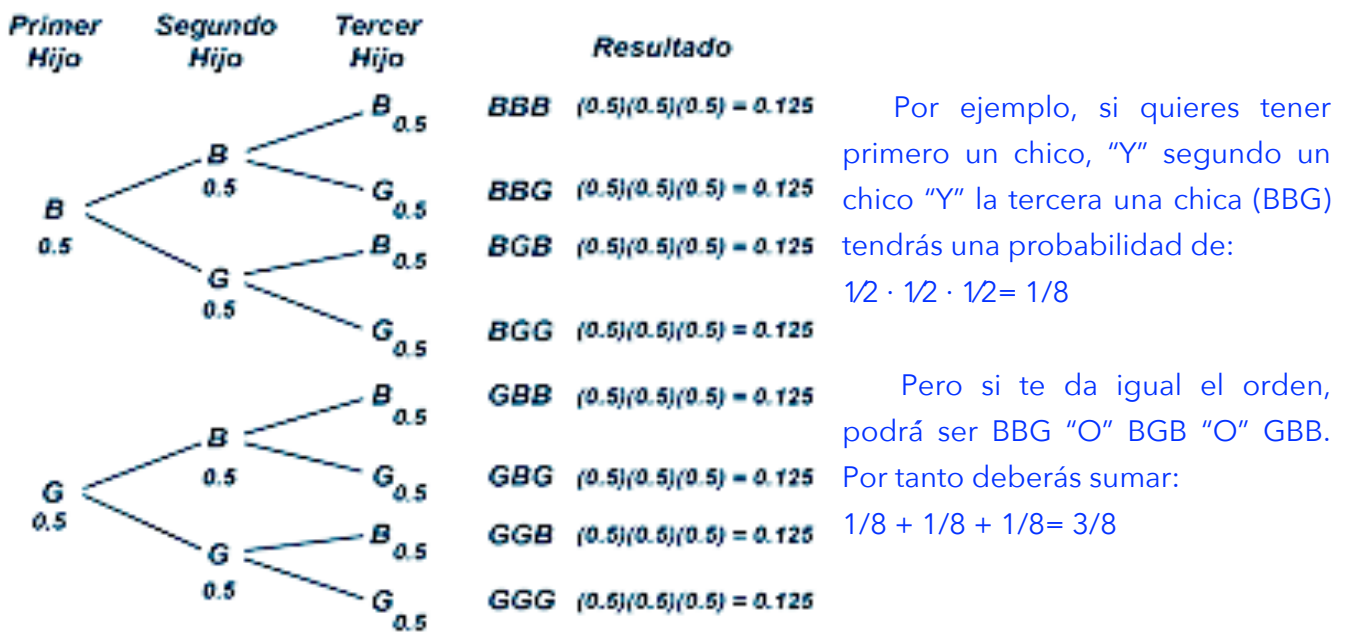 Primer Segundo Tercer
Hijo Hijo Hijo Resultado
B 0.5 BBB (0.5)(0.5)(0.5) = 0.125
B
0.5
G 0.5 BBG (0.5)(0.5)(0.5) = 0.125
B
0.5
B 0.5 BGB (0.5)(0.5)(0.5) = 0.125
G
0.5
G 0.5 BGG (0.5)(0.5)(0.5) = 0.125
B 0.5 GBB (0.5)(0.5)(0.5) = 0.125
B
0.5
G 0.5 GBG (0.5)(0.5)(0.5) = 0.125
G
0.5
B 0.5 GGB (0.5)(0.5)(0.5) = 0.125
G
0.5
G 0.5 GGG (0.5)(0.5)(0.5) = 0.125
Por ejemplo, si quieres tener
primero un chico, “Y” segundo un
chico “Y” la tercera una chica (BBG)
tendrás una probabilidad de:
1⁄2 · 1⁄2 · 1⁄2= 1/8
Pero si te da igual el orden,
podrá ser BBG “O” BGB “O” GBB.
Por tanto deberás sumar:
1/8 + 1/8 + 1/8= 3/8